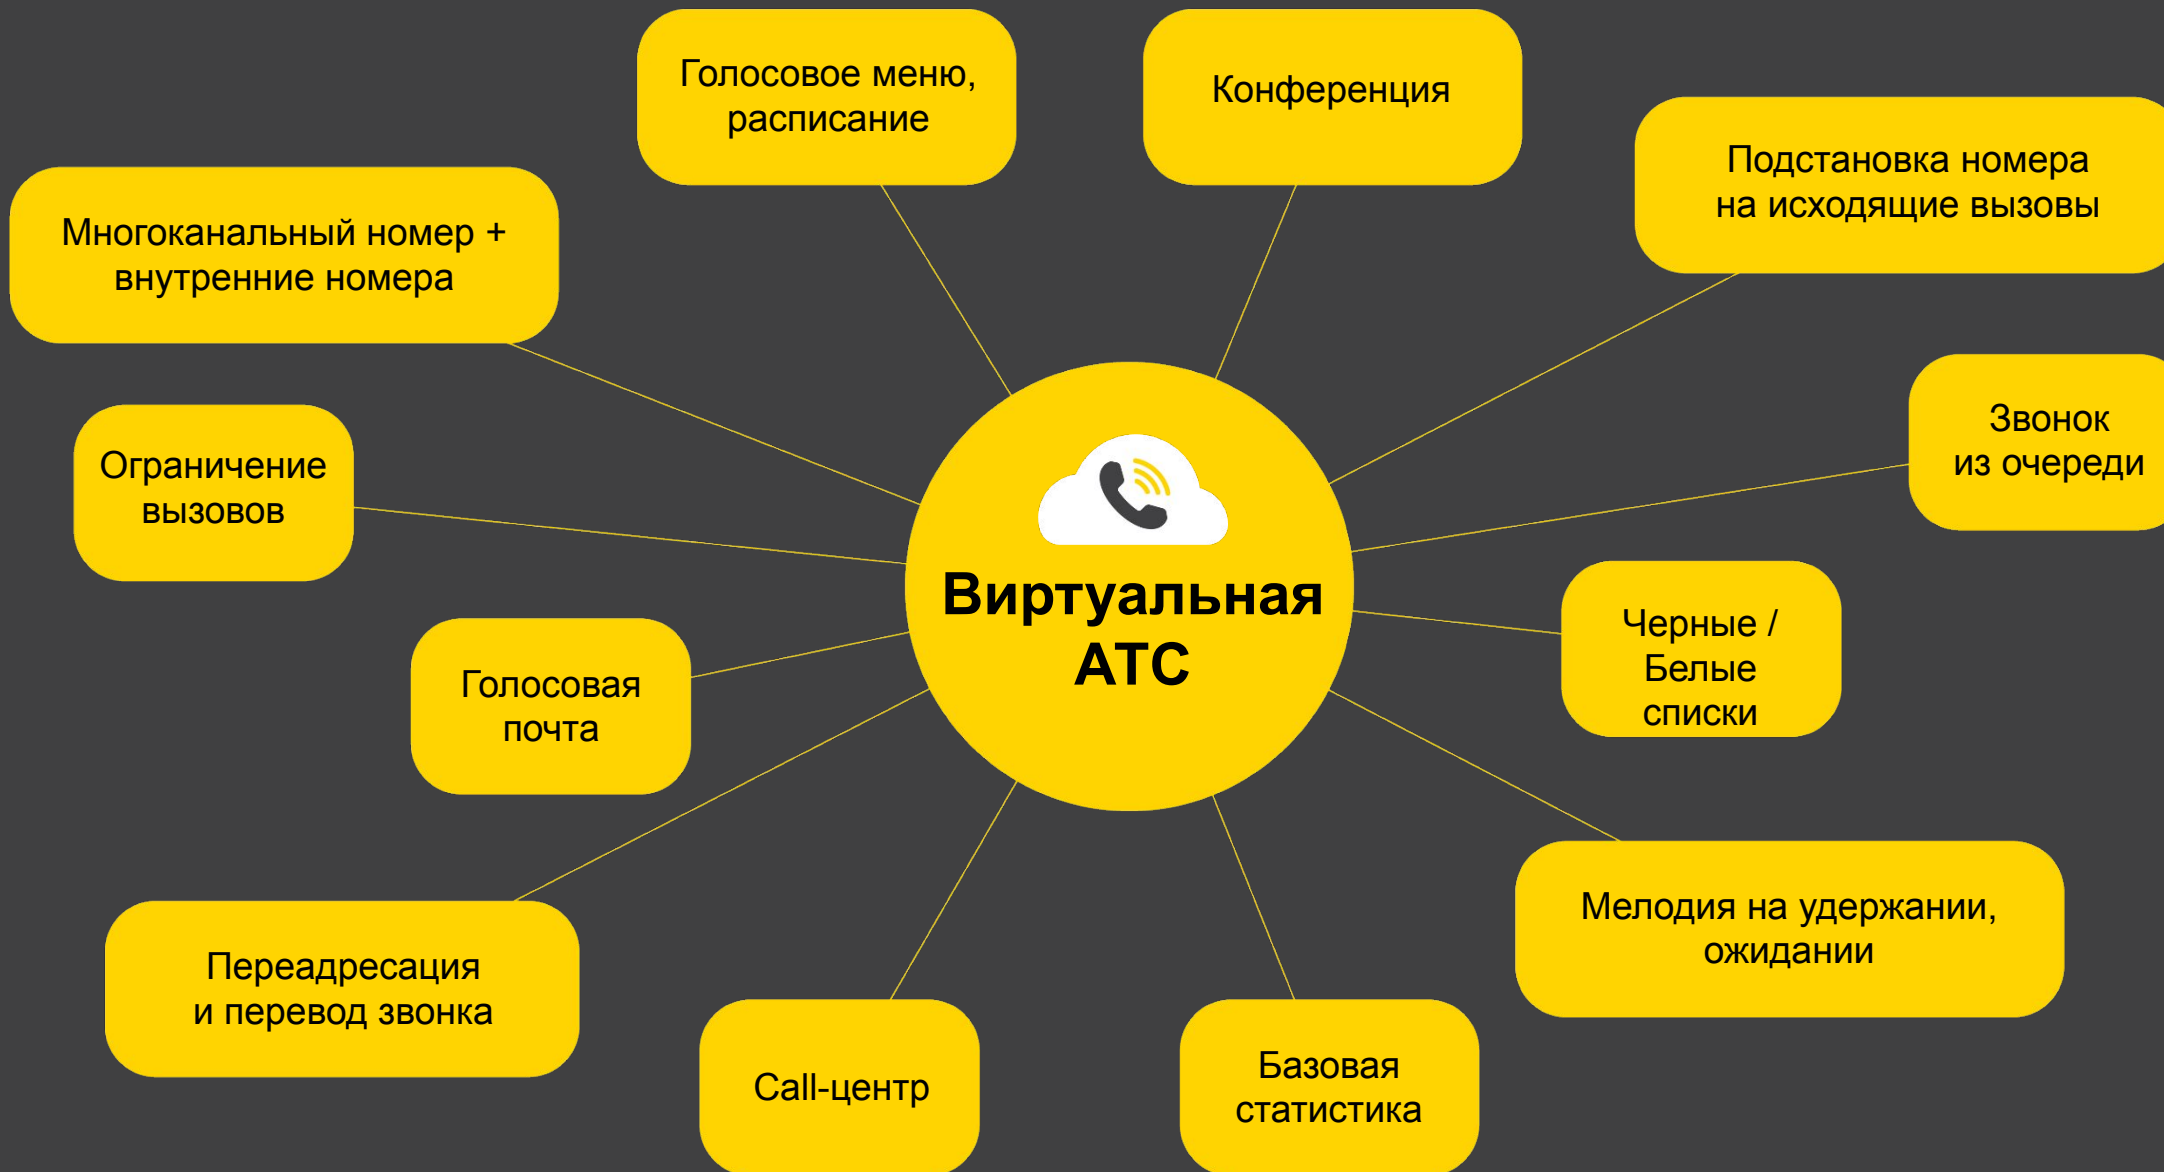 Голосовое меню,
расписание
Конференция
Подстановка номера
на исходящие вызовы
Многоканальный номер +
внутренние номера
Звонок
из очереди
Ограничение
вызовов
Виртуальная
АТС
Черные /
Белые
списки
Голосовая
почта
Мелодия на удержании,
ожидании
Переадресация
и перевод звонка
Call-центр
Базовая
статистика